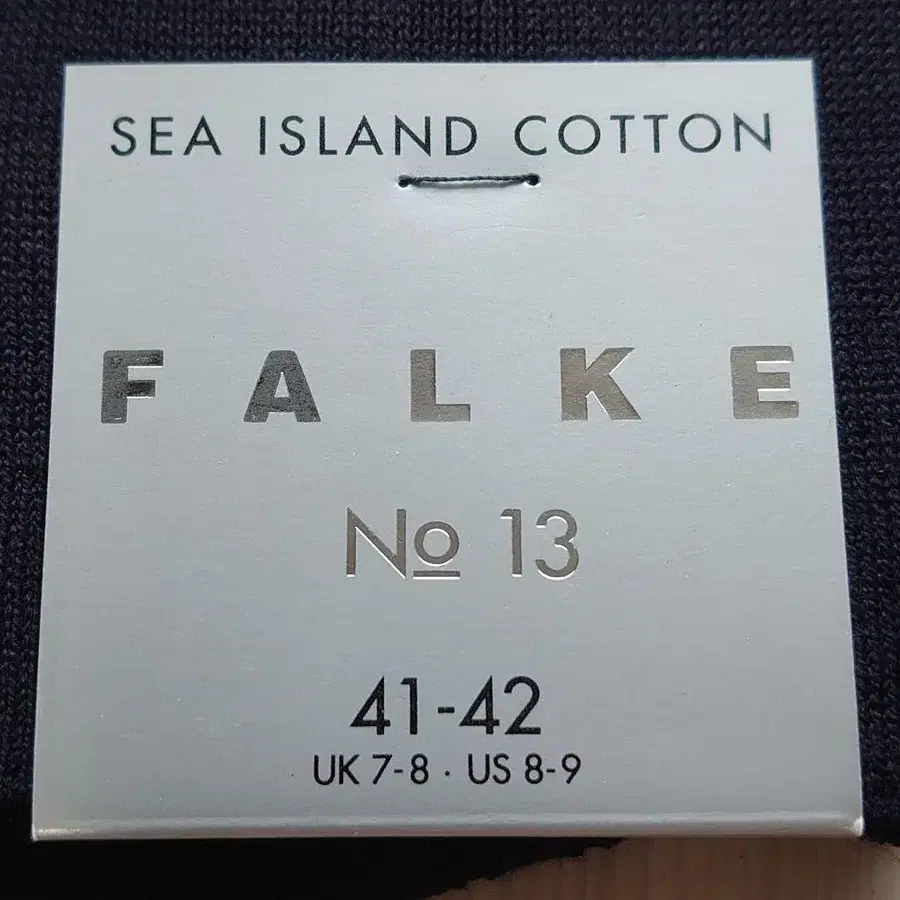 SEA ISLAND COTTON
FALKE
No 13
41-42
UK 7-8 · US 8-9